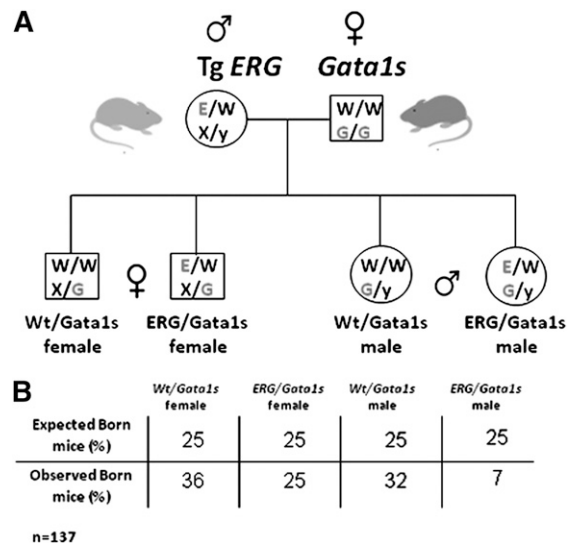 A
♂ ♀
Tg ERG Gata1s
E/W W/W
X/y G/G
W/W E/W W/W E/W
X/G ♀ X/G G/y ♂ G/y
Wt/Gata1s ERG/Gata1s Wt/Gata1s ERG/Gata1s
female female male male
B
Wt/Gata1s ERG/Gata1s Wt/Gata1s ERG/Gata1s
female female male male
Expected Born
mice (%) 25 25 25 25
Observed Born
mice (%) 36 25 32 7
n=137